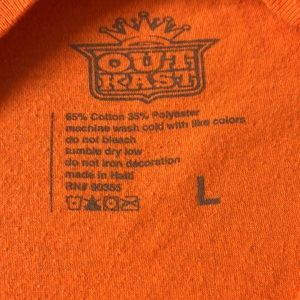 OUT
KAST
65% Cotton 35% Polyester
machine wash cold with like colors
do not bleach
tumble dry low
do not iron decoration
made in Haiti
RN# 90385
L